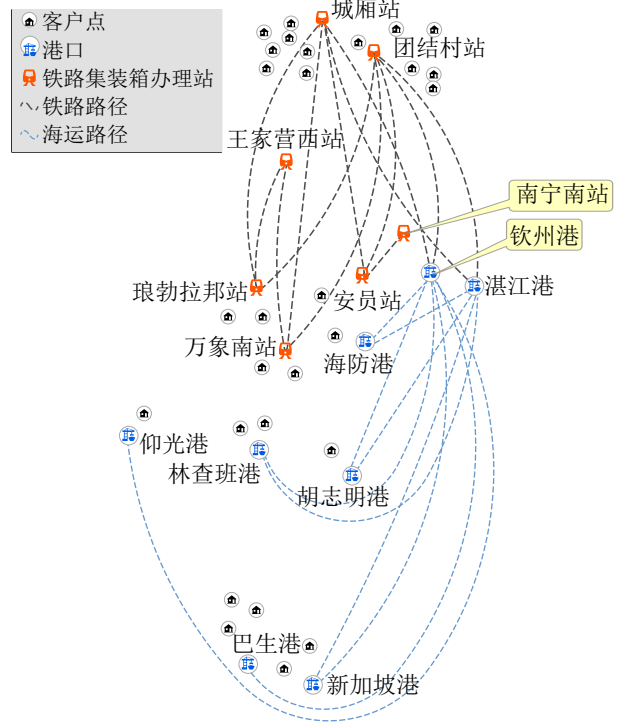 城厢站
客户点
港口
团结村站
铁路集装箱办理站
铁路路径
海运路径
王家营西站
南宁南站
钦州港
琅勃拉邦站
安员站
湛江港
万象南站
海防港
仰光港
林查班港
胡志明港
巴生港
新加坡港